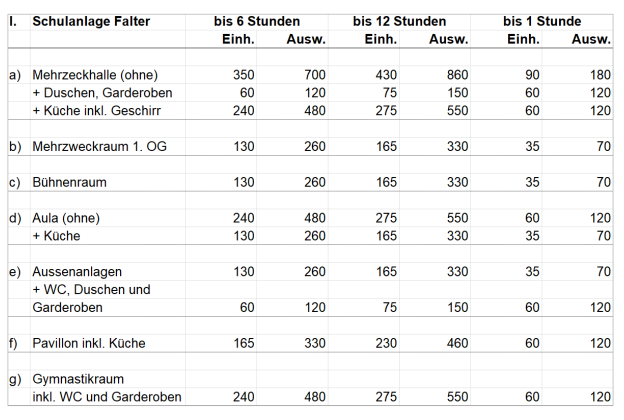 I. Schulanlage Falter bis 6 Stunden bis 12 Stunden bis 1 Stunde
Einh. Ausw. Einh. Ausw. Einh. Ausw.
a) Mehrzeckhalle (ohne) 350 700 430 860 90 180
+ Duschen, Garderoben 60 120 75 150 60 120
+ Küche inkl. Geschirr 240 480 275 550 60 120
b) Mehrzweckraum 1. OG 130 260 165 330 35 70
c) Bühnenraum 130 260 165 330 35 70
d) Aula (ohne) 240 480 275 550 60 120
+ Küche 130 260 165 330 35 70
e) Aussenanlagen 130 260 165 330 35 70
+ WC, Duschen und
Garderoben 60 120 75 150 60 120
f) Pavillon inkl. Küche 165 330 230 460 60 120
g) Gymnastikraum
inkl. WC und Garderoben 240 480 275 550 60 120